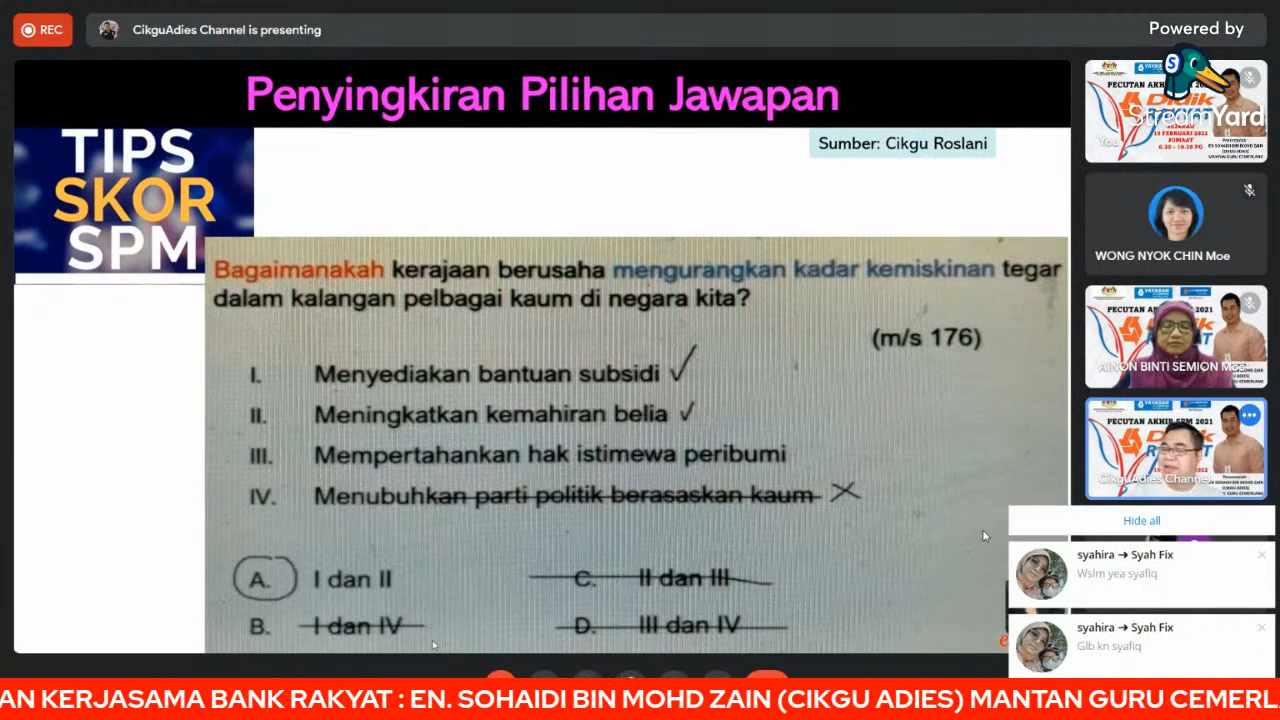 REC
CikguAdies Channel is presenting
Powered by
StreamYard
Penyingkiran Pilihan Jawapan
TIPS
SKOR
SPM
Sumber: Cikgu Roslani
Bagaimanakah kerajaan berusaha mengurangkan kadar kemiskinan tegar
dalam kalangan pelbagai kaum di negara kita?
(m/s 176)
I. Menyediakan bantuan subsidi
II. Meningkatkan kemahiran belia
III. Mempertahankan hak istimewa peribumi
IV. Menubuhkan parti politik berasaskan kaum
A. I dan II
C. II dan III
B. I dan IV
D. III dan IV
You
WONG NYOK CHIN Moe
AINON BINTI SEMION Moe
CikguAdies Channel
Hide all
syahira → Syah Fix
Wslm yea syafiq
syahira → Syah Fix
Glb kn syafiq
AN KERJASAMA BANK RAKYAT : EN. SOHAIDI BIN MOHD ZAIN (CIKGU ADIES) MANTAN GURU CEMERL